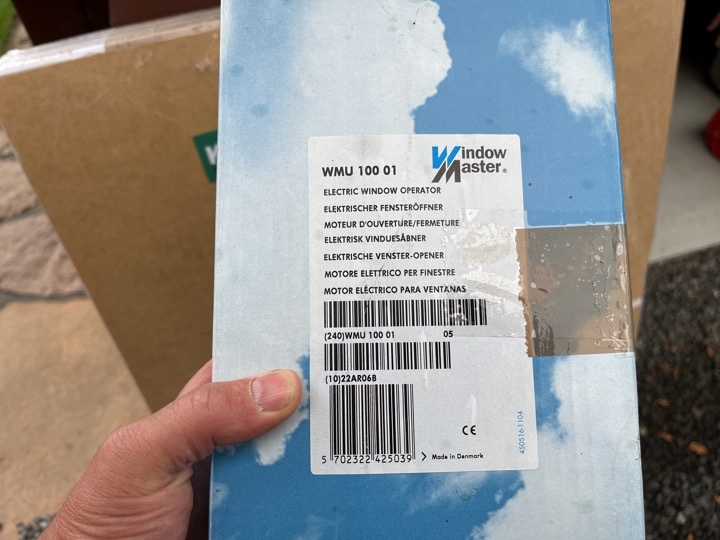 WMU 100 01
Window
Master®
ELECTRIC WINDOW OPERATOR
ELEKTRISCHER FENSTERÖFFNER
MOTEUR D'OUVERTURE/FERMETURE
ELEKTRISK VINDUESÅBNER
ELEKTRISCHE VENSTER-OPENER
MOTORE ELETTRICO PER FINESTRE
MOTOR ELÉCTRICO PARA VENTANAS
(240)WMU 100 01 05
(10)22AR06B
5 702322 425039 >
CE
Made in Denmark
450516-1104